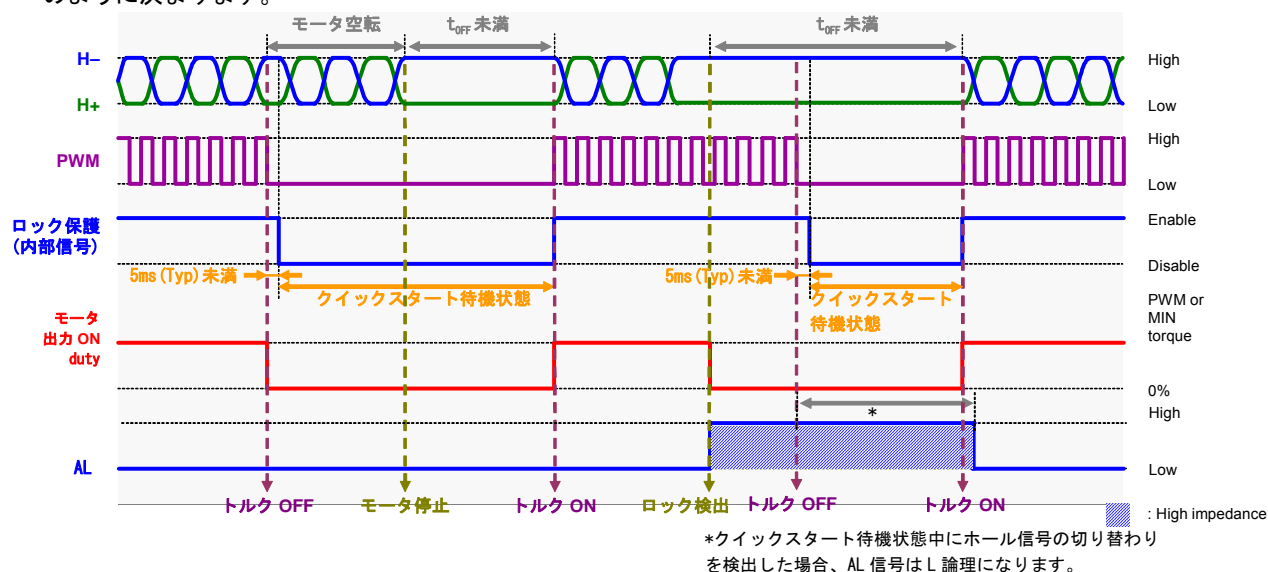 のように決まります。
モータ空転
tOFF未満
tOFF未満
H−
High
H+
Low
PWM
High
Low
ロック保護
(内部信号)
Enable
Disable
5ms(Typ)未満
5ms(Typ)未満
クイックスタート待機状態
クイックスタート
待機状態
PWM or
MIN
torque
モータ
出力 ON
duty
0%
High
*
AL
Low
トルク OFF
モータ停止
トルク ON
ロック検出
トルク OFF
トルク ON
: High impedance
*クイックスタート待機状態中にホール信号の切り替わり
を検出した場合、AL 信号は L 論理になります。